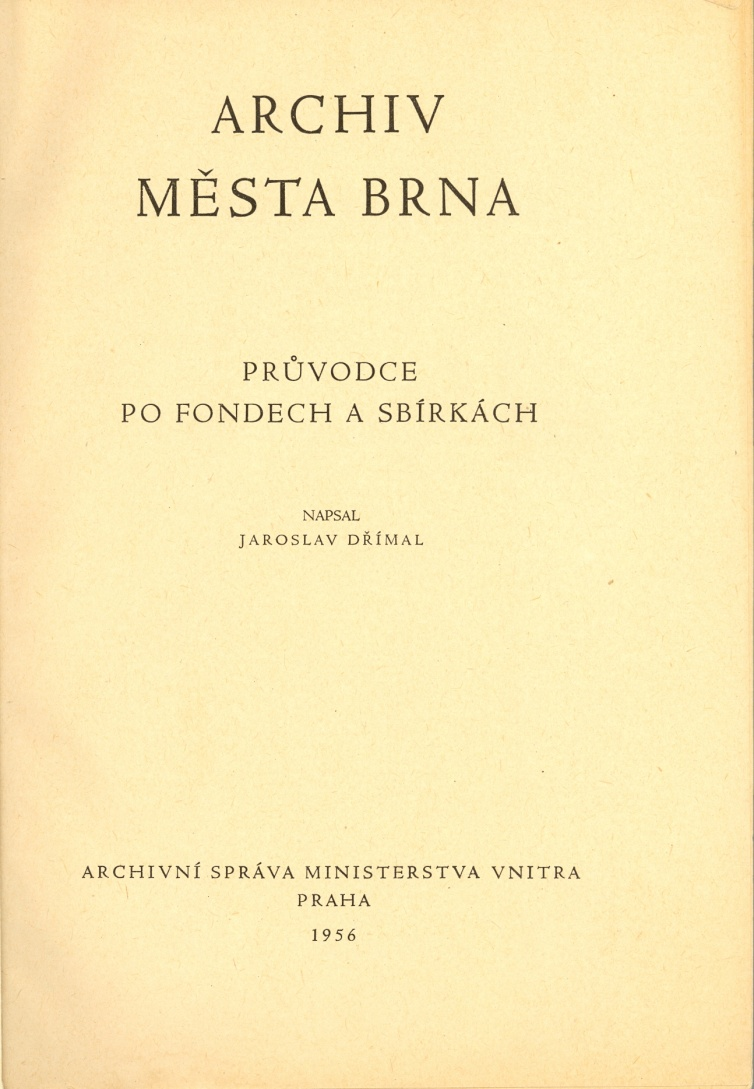 ARCHIV
MĚSTA BRNA
PRŮVODCE
PO FONDECH A SBÍRKÁCH
NAPSAL
JAROSLAV DŘÍMAL
ARCHIVNÍ SPRÁVA MINISTERSTVA VNITRA
PRAHA
1956